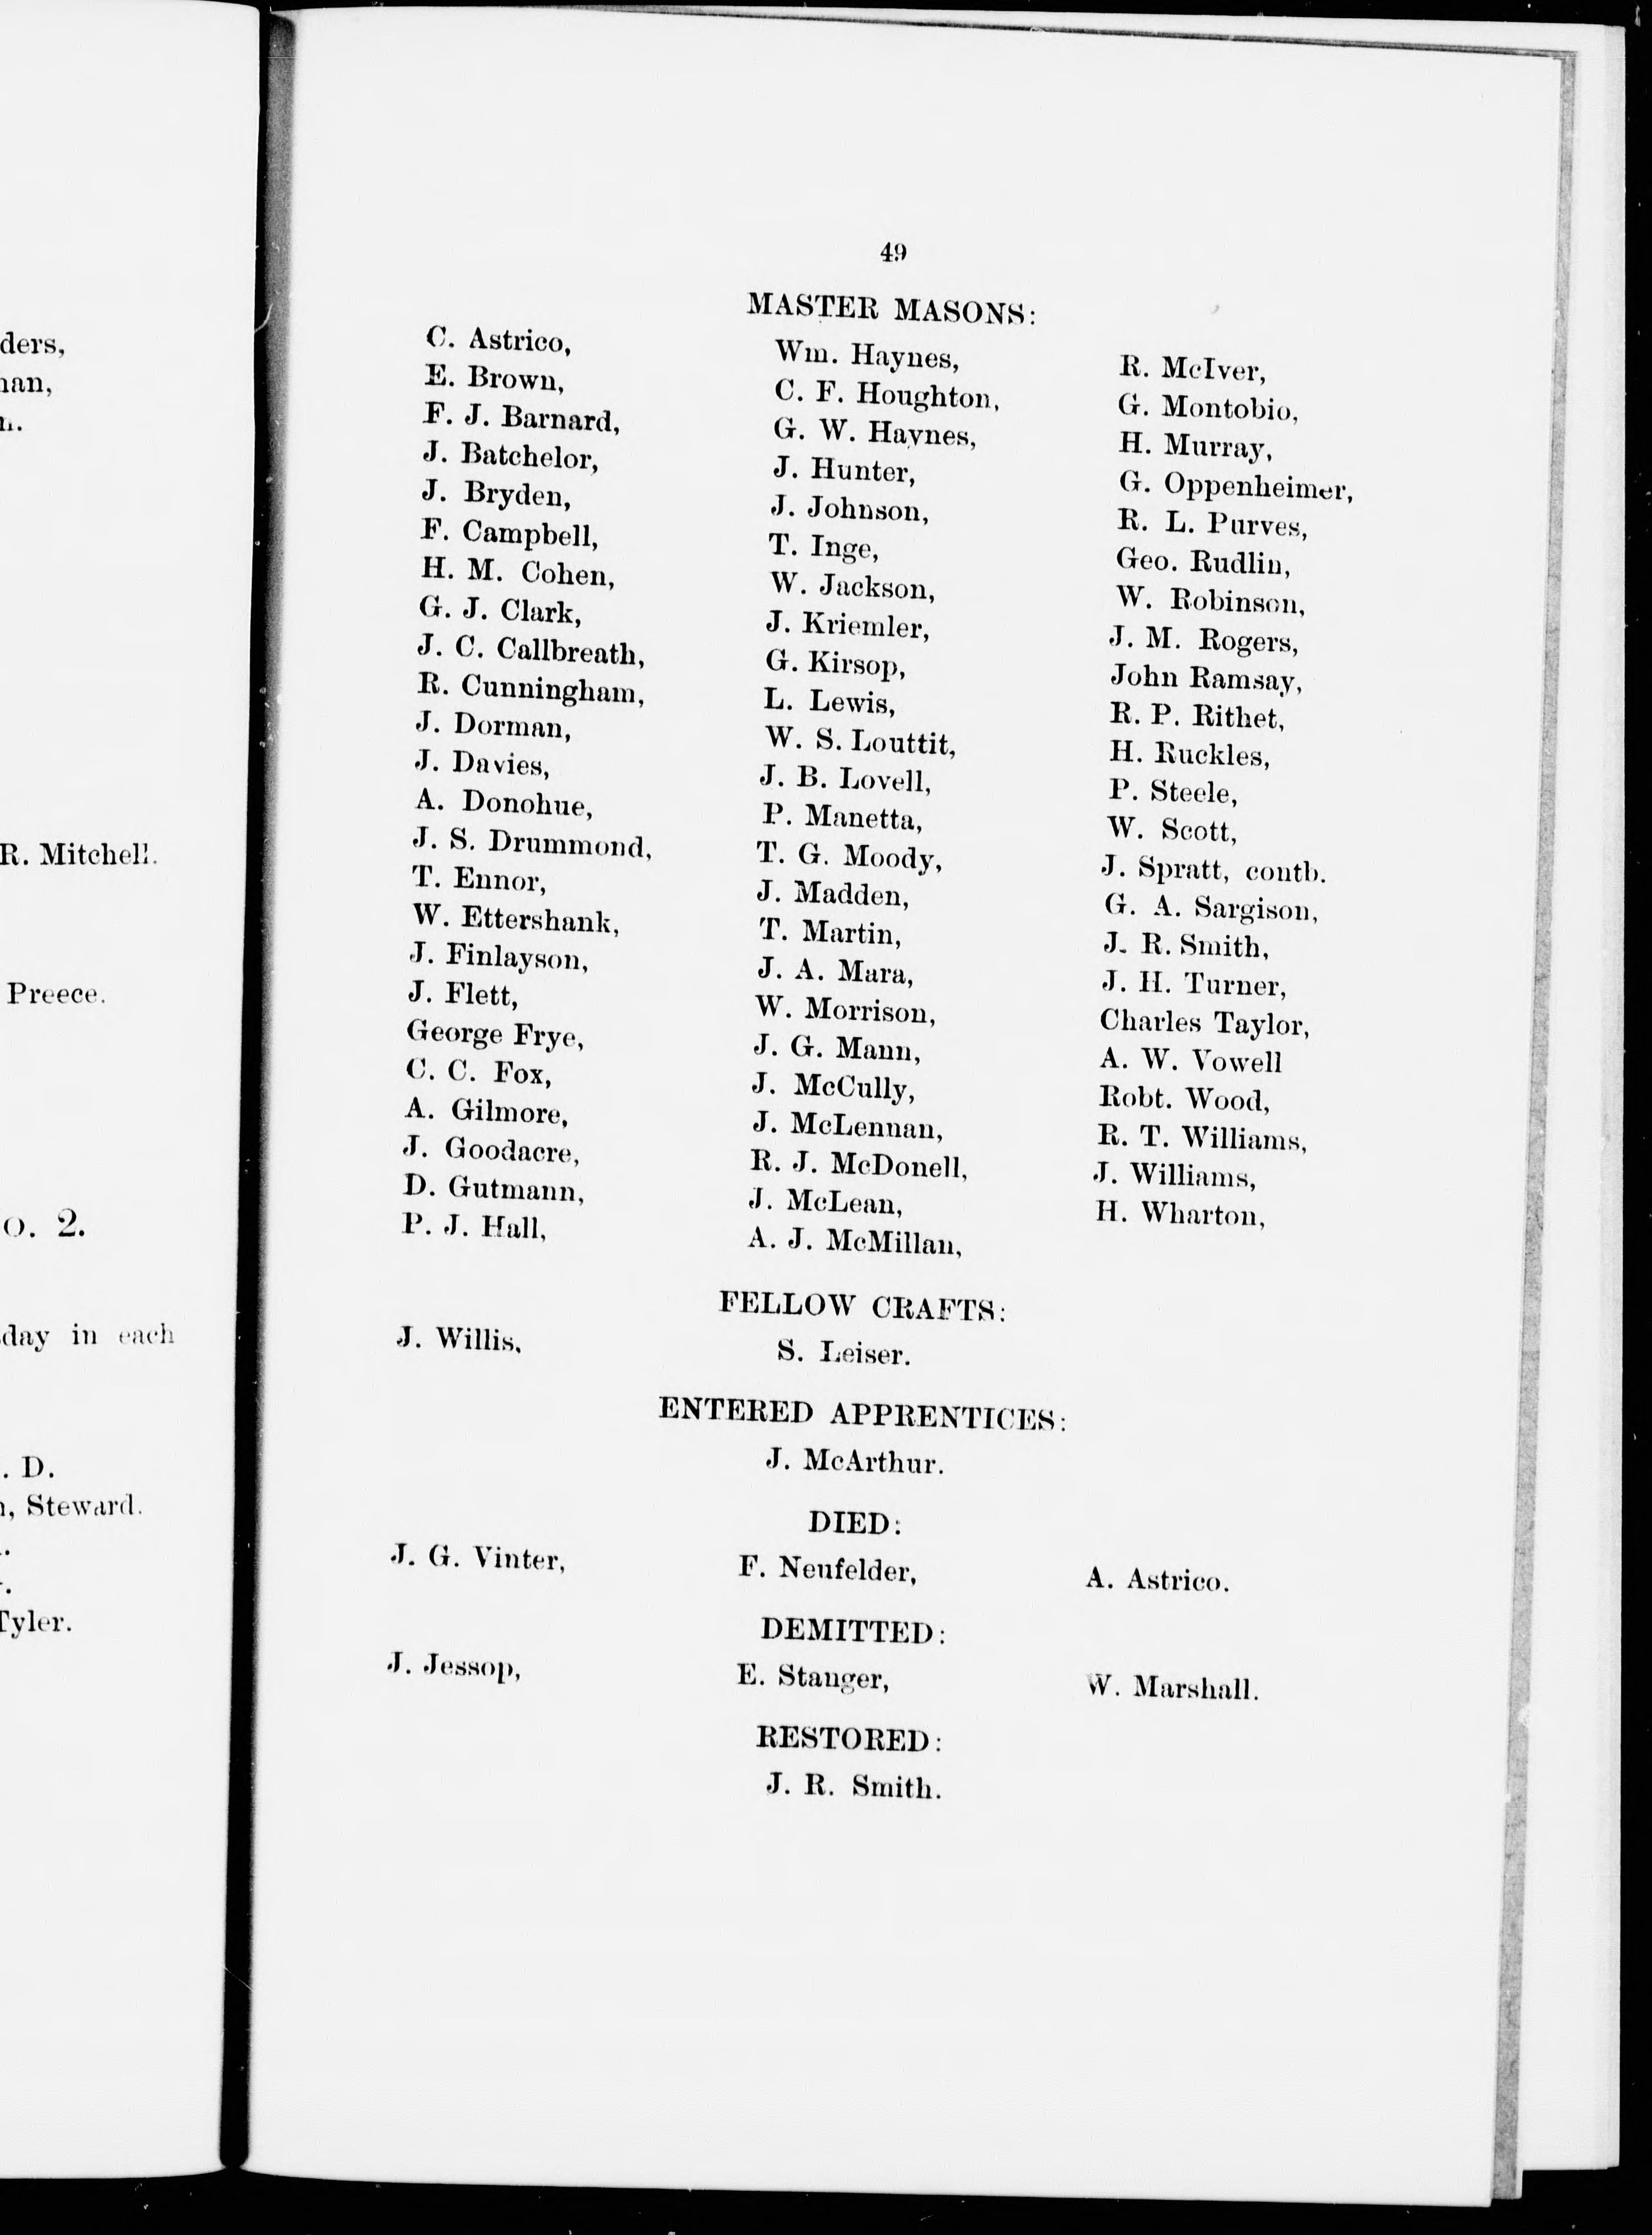 ders,
R. Mitchell.
Preece.
o. 2.
day in each
. D.
, Steward.
Tyler.
49
MASTER MASONS:
C. Astrico, Wm. Haynes, R. McIver,
E. Brown, C. F. Houghton, G. Montobio,
F. J. Barnard, G. W. Haynes, H. Murray,
J. Batchelor, J. Hunter, G. Oppenheimer,
J. Bryden, J. Johnson, R. L. Purves,
F. Campbell, T. Inge, Geo. Rudlin,
H. M. Cohen, W. Jackson, W. Robinson,
G. J. Clark, J. Kriemler, J. M. Rogers,
J. C. Callbreath, G. Kirsop, John Ramsay,
R. Cunningham, L. Lewis, R. P. Rithet,
J. Dorman, W. S. Louttit, H. Ruckles,
J. Davies, J. B. Lovell, P. Steele,
A. Donohue, P. Manetta, W. Scott,
J. S. Drummond, T. G. Moody, J. Spratt, contb.
T. Ennor, J. Madden, G. A. Sargison,
W. Ettershank, T. Martin, J. R. Smith,
J. Finlayson, J. A. Mara, J. H. Turner,
J. Flett, W. Morrison, Charles Taylor,
George Frye, J. G. Mann, A. W. Vowell
C. C. Fox, J. McCully, Robt. Wood,
A. Gilmore, J. McLennan, R. T. Williams,
J. Goodacre, R. J. McDonell, J. Williams,
D. Gutmann, J. McLean, H. Wharton,
P. J. Hall, A. J. McMillan,
FELLOW CRAFTS:
J. Willis, S. Leiser.
ENTERED APPRENTICES:
J. McArthur.
DIED:
J. G. Vinter, F. Neufelder, A. Astrico.
DEMITTED:
J. Jessop, E. Stanger, W. Marshall.
RESTORED:
J. R. Smith.